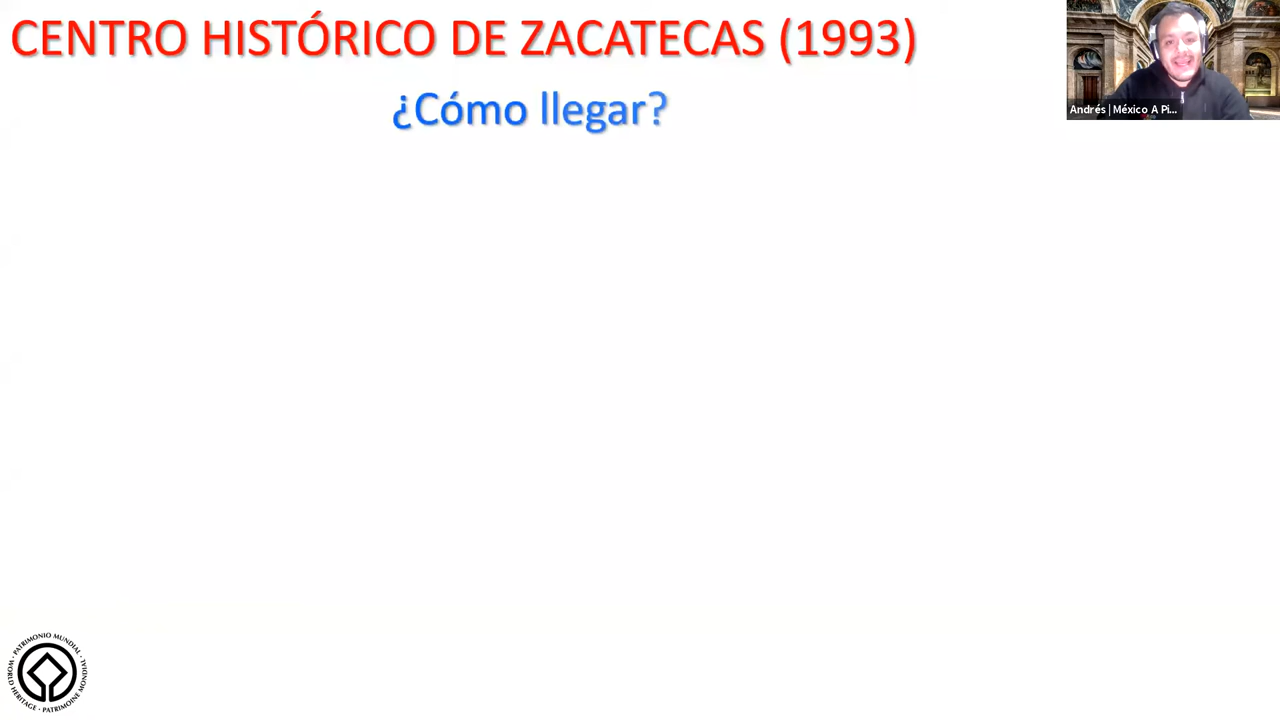 CENTRO HISTÓRICO DE ZACATECAS (1993)
¿Cómo llegar?
Andrés | México A Pi...
PATRIMONIO MUNDIAL • WORLD HERITAGE • PATRIMOINE MONDIAL •